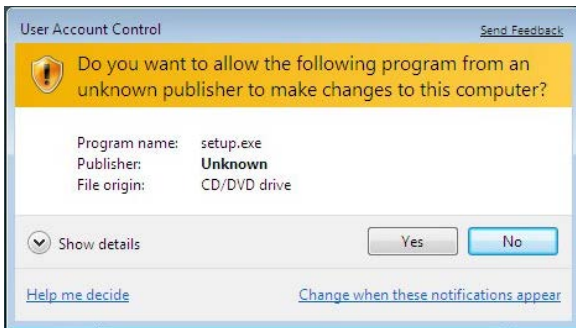 User Account Control
Send Feedback
Do you want to allow the following program from an
unknown publisher to make changes to this computer?
Program name: setup.exe
Publisher: Unknown
File origin: CD/DVD drive
Show details
Yes
No
Help me decide
Change when these notifications appear